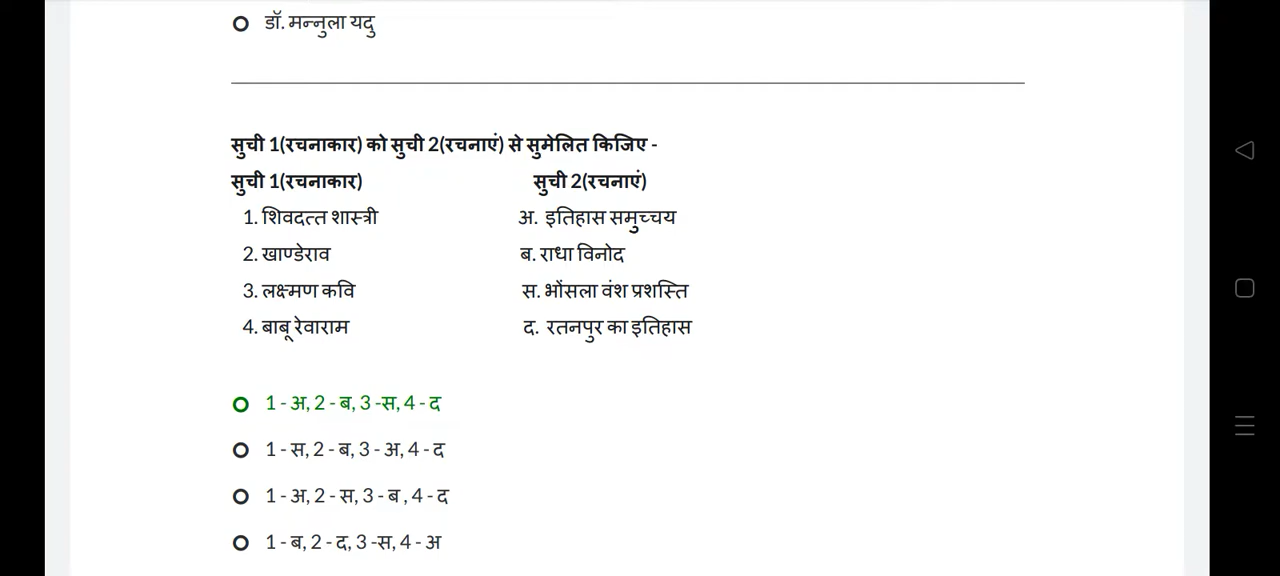 डॉ. मन्नुला यदु
सुची 1(रचनाकार) को सुची 2(रचनाएं) से सुमेलित किजिए -
सुची 1(रचनाकार) सुची 2(रचनाएं)
1. शिवदत्त शास्त्री अ. इतिहास समुच्चय
2. खाण्डेराव ब. राधा विनोद
3. लक्ष्मण कवि स. भोंसला वंश प्रशस्ति
4. बाबू रेवाराम द. रतनपुर का इतिहास
1 - अ, 2 - ब, 3 -स, 4 - द
1 - स, 2 - ब, 3 - अ, 4 - द
1 - अ, 2 - स, 3 - ब , 4 - द
1 - ब, 2 - द, 3 -स, 4 - अ